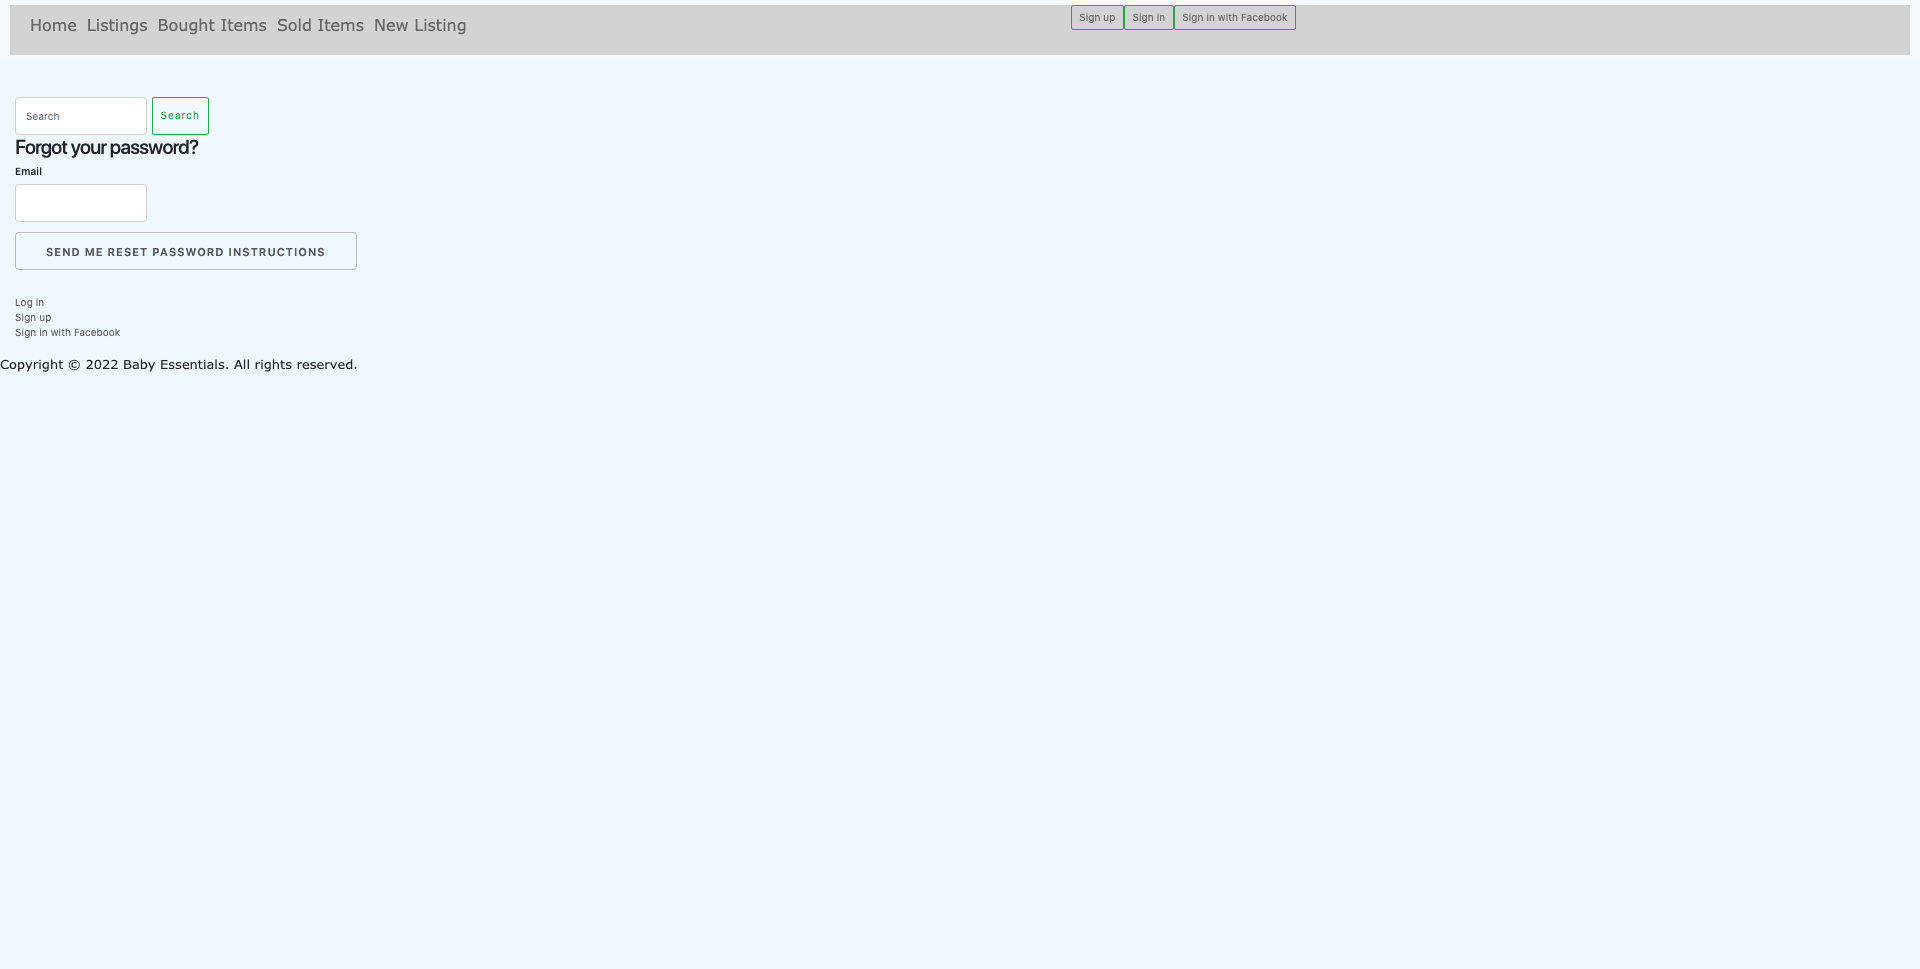 Home Listings Bought Items Sold Items New Listing Sign up Sign in Sign in with Facebook
Search Search
Forgot your password?
Email
SEND ME RESET PASSWORD INSTRUCTIONS
Log in
Sign up
Sign in with Facebook
Copyright © 2022 Baby Essentials. All rights reserved.